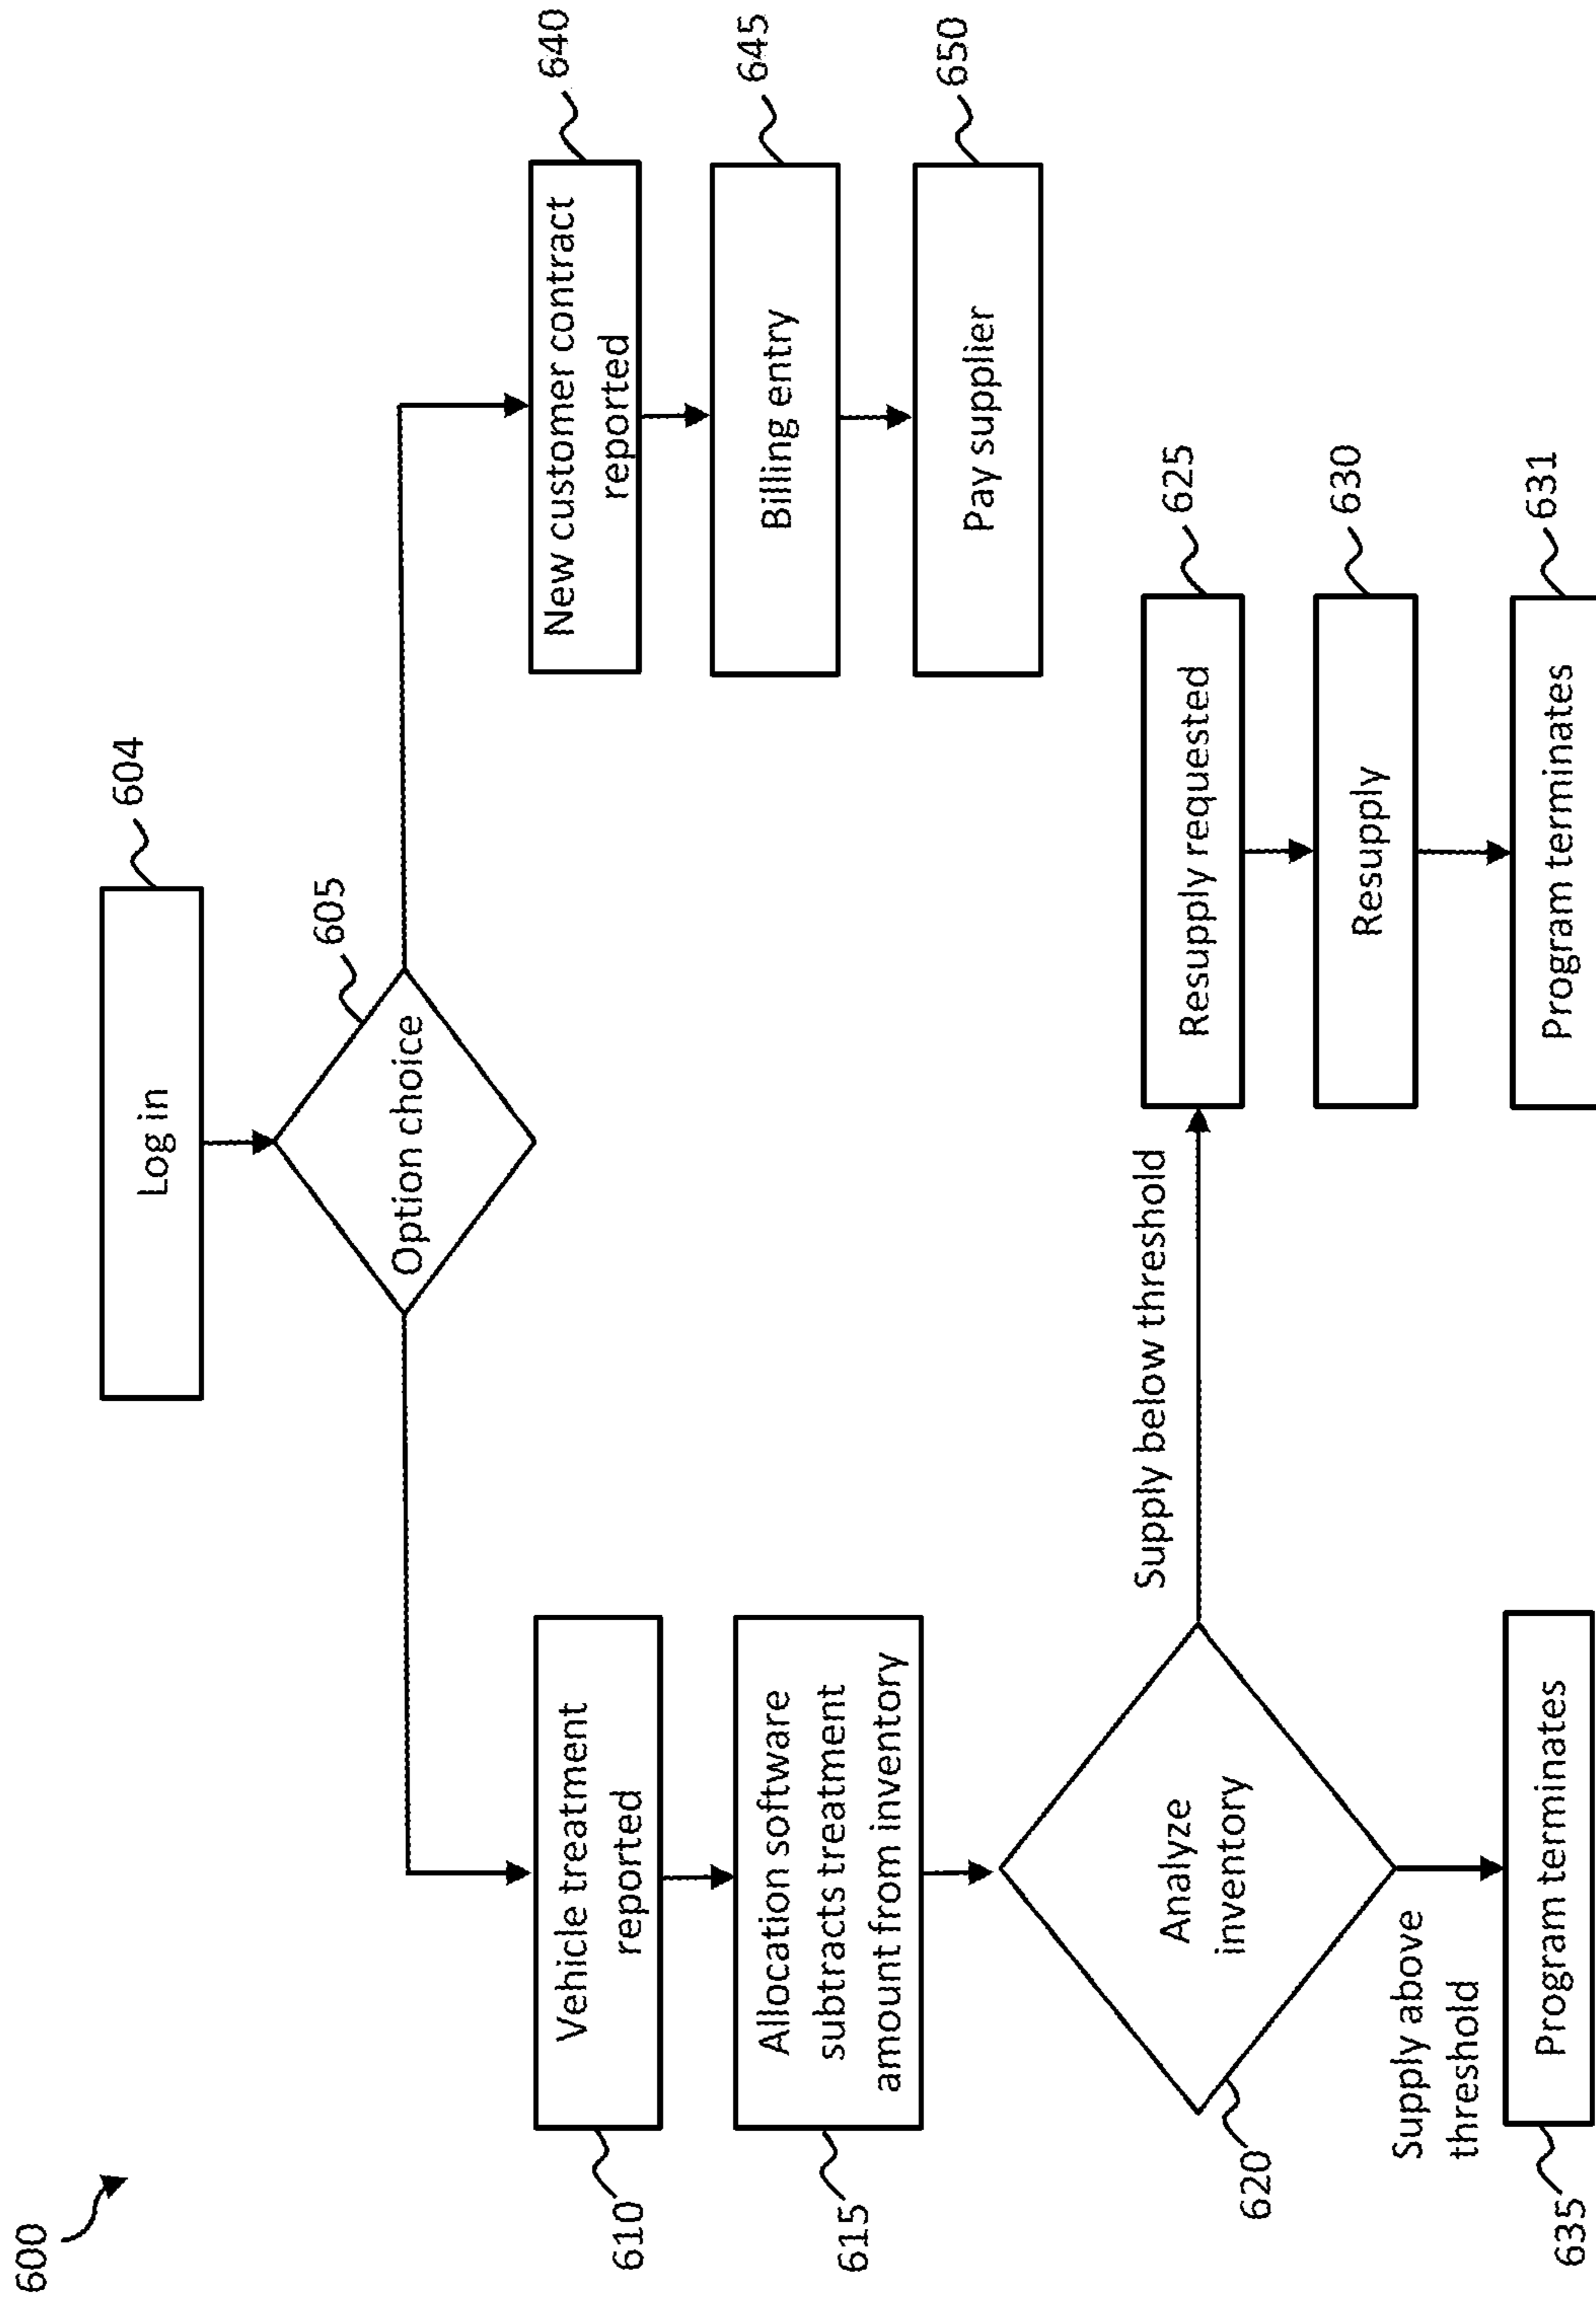 600
Log in
604
Option choice
605
Vehicle treatment
reported
610
New customer contract
reported
640
Allocation software
subtracts treatment
amount from inventory
615
Billing entry
645
Pay supplier
650
Analyze
inventory
620
Supply below threshold
Resupply requested
625
Resupply
630
Supply above
threshold
Program terminates
635
Program terminates
631